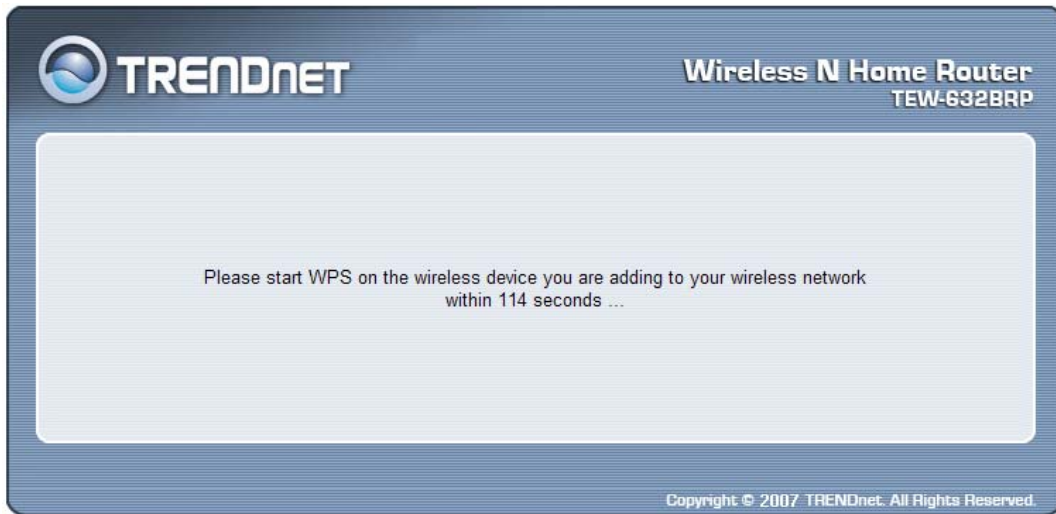 TRENDNET
Wireless N Home Router
TEW-632BRP
Please start WPS on the wireless device you are adding to your wireless network
within 114 seconds ...
Copyright © 2007 TRENDnet. All Rights Reserved.